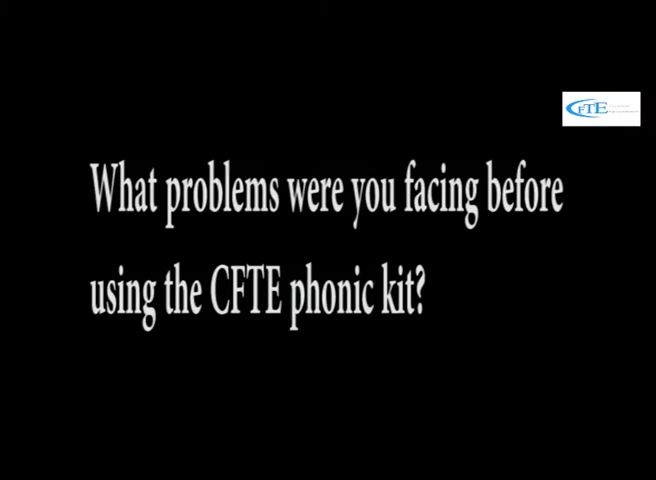 CFTE
What problems were you facing before
using the CFTE phonic kit?